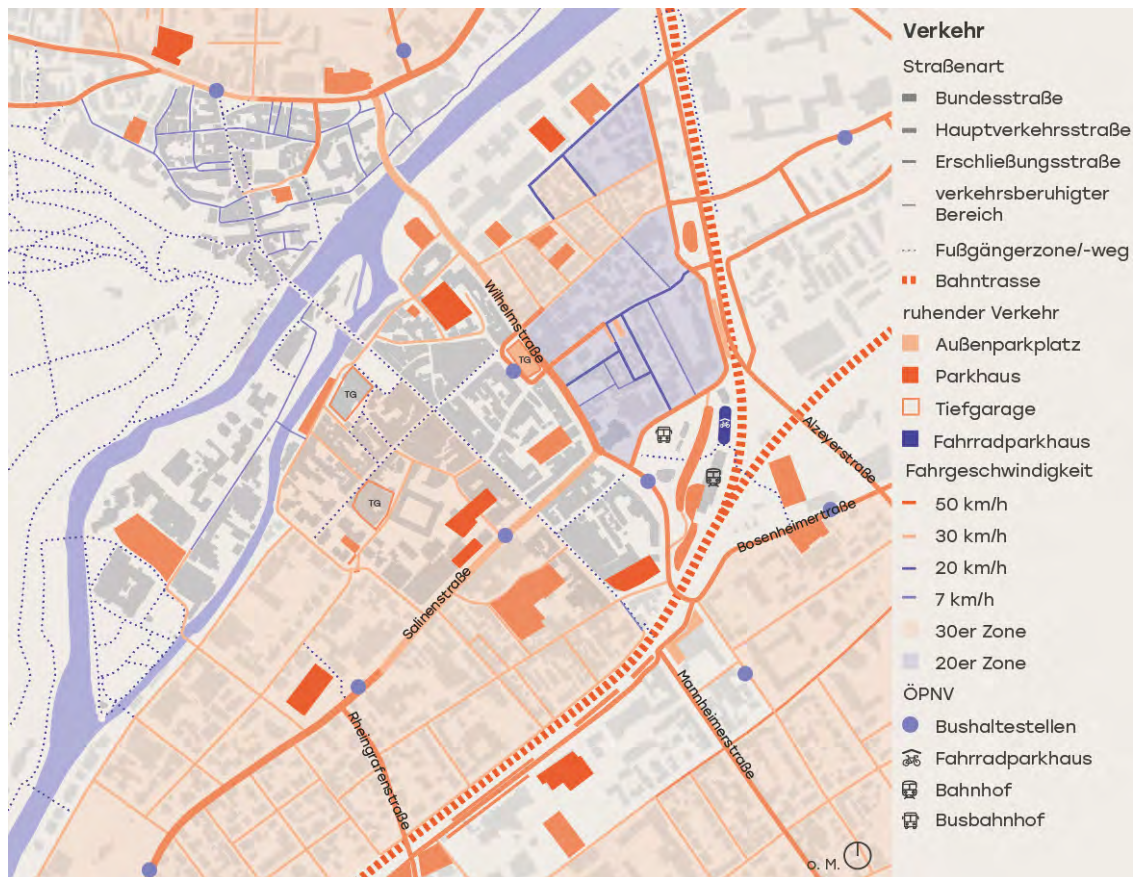 Verkehr
Straßenart
Bundesstraße
Hauptverkehrsstraße
Erschließungsstraße
verkehrsberuhigter
Bereich
Fußgängerzone/-weg
Bahntrasse
ruhender Verkehr
Außenparkplatz
Parkhaus
Tiefgarage
Fahrradparkhaus
Fahrgeschwindigkeit
50 km/h
30 km/h
20 km/h
7 km/h
30er Zone
20er Zone
ÖPNV
Bushaltestellen
Fahrradparkhaus
Bahnhof
Busbahnhof
Wilhelmstraße
TG
TG
TG
Alzeyerstraße
Bosenheimertraße
Salinenstraße
Mannheimerstraße
Rheingrafenstraße
o. M.